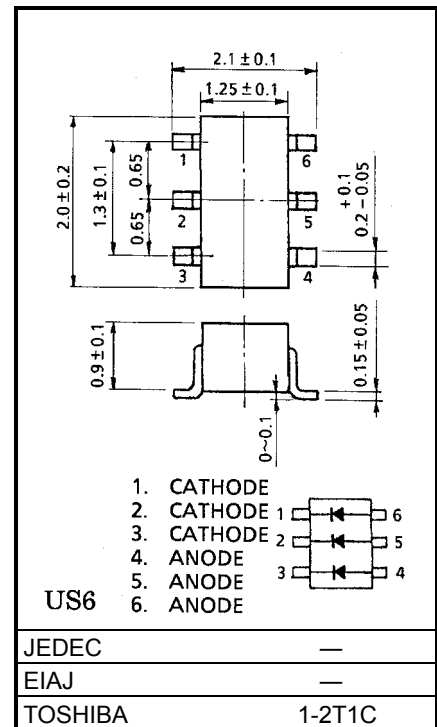 2.1±0.1
1.25±0.1
2.0±0.2
1.3±0.1
0.65
0.65
1
2
3
6
5
4
+0.1
0.2-0.05
0.9±0.1
0.15±0.05
0~0.1
1. CATHODE
2. CATHODE
3. CATHODE
4. ANODE
5. ANODE
6. ANODE
1
2
3
6
5
4
US6
JEDEC —
EIAJ —
TOSHIBA 1-2T1C